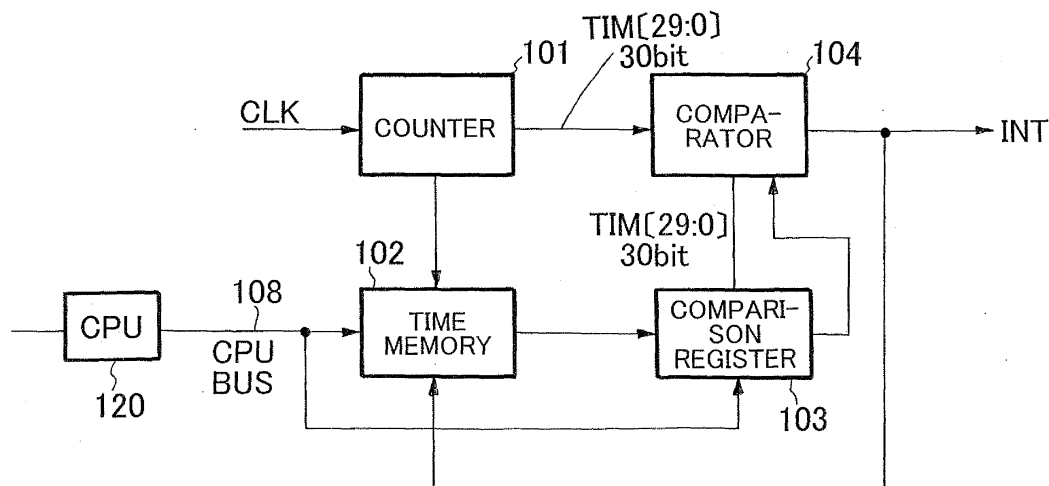 TIM[29:0]
30bit
101
104
CLK
COUNTER
COMPA-
RATOR
INT
TIM[29:0]
30bit
102
108
CPU
CPU
BUS
TIME
MEMORY
COMPARI-
SON
REGISTER
120
103